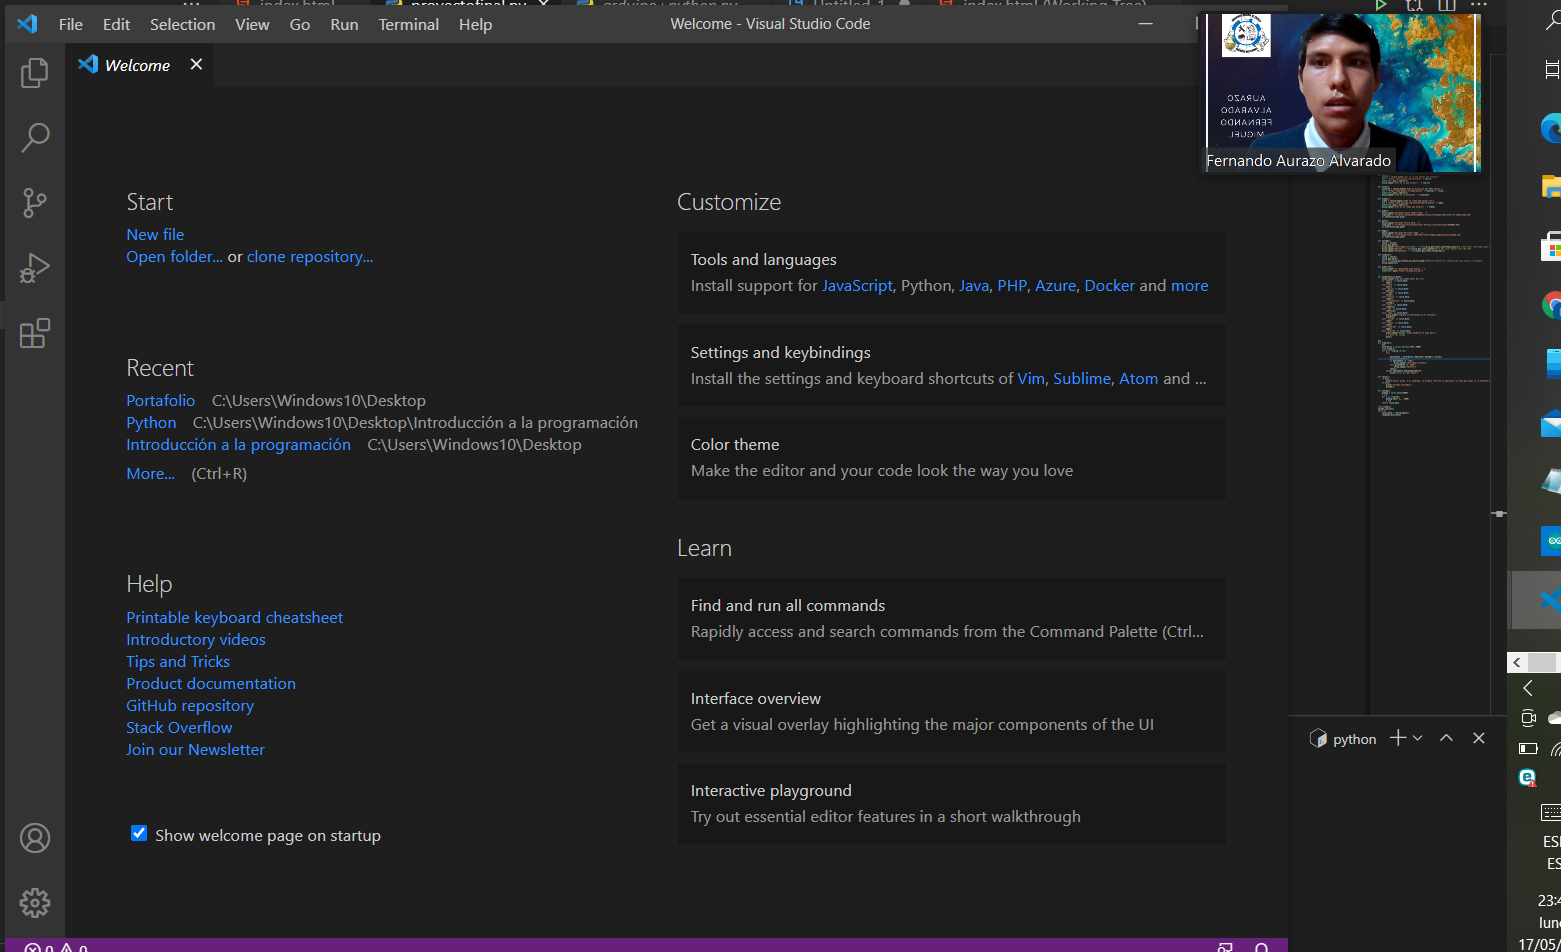 File Edit Selection View Go Run Terminal Help
Welcome - Visual Studio Code
Welcome
Start
New file
Open folder... or clone repository...
Recent
Portafolio C:\Users\Windows10\Desktop
Python C:\Users\Windows10\Desktop\Introducción a la programación
Introducción a la programación C:\Users\Windows10\Desktop
More... (Ctrl+R)
Help
Printable keyboard cheatsheet
Introductory videos
Tips and Tricks
Product documentation
GitHub repository
Stack Overflow
Join our Newsletter
Show welcome page on startup
Customize
Tools and languages
Install support for JavaScript, Python, Java, PHP, Azure, Docker and more
Settings and keybindings
Install the settings and keyboard shortcuts of Vim, Sublime, Atom and ...
Color theme
Make the editor and your code look the way you love
Learn
Find and run all commands
Rapidly access and search commands from the Command Palette (Ctrl...
Interface overview
Get a visual overlay highlighting the major components of the UI
Interactive playground
Try out essential editor features in a short walkthrough
AURAZO
ALVARADO
FERNANDO
MIGUEL
Fernando Aurazo Alvarado
python
0 0
17/05/